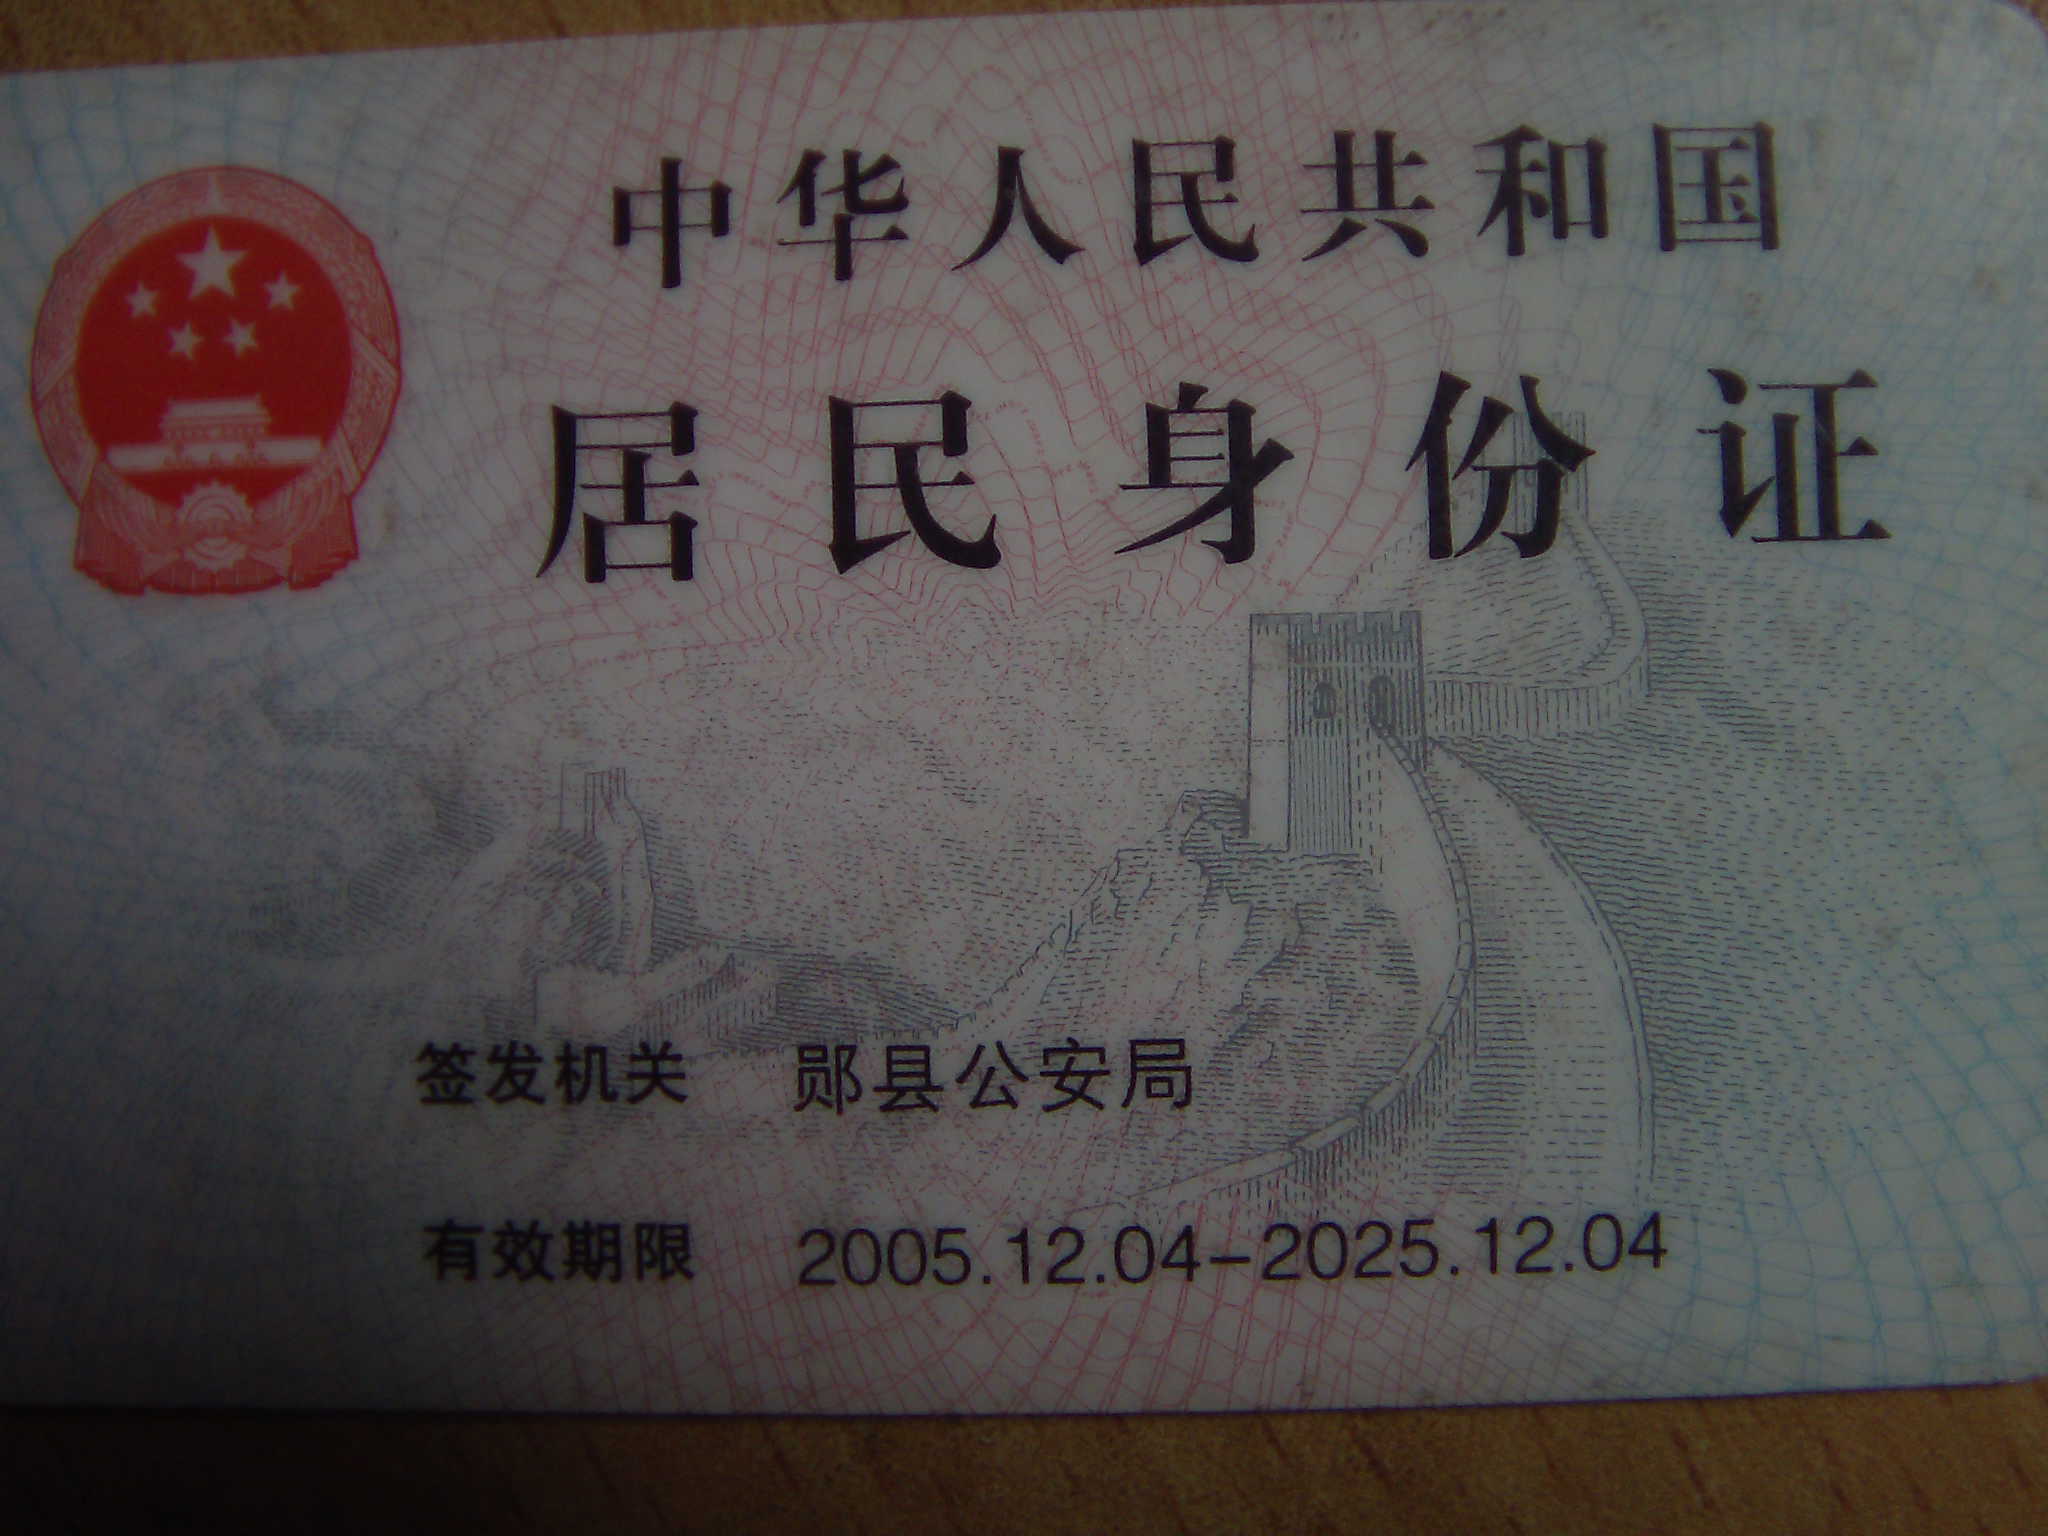 中华人民共和国
居民身份证
签发机关 郧县公安局
有效期限 2005.12.04-2025.12.04